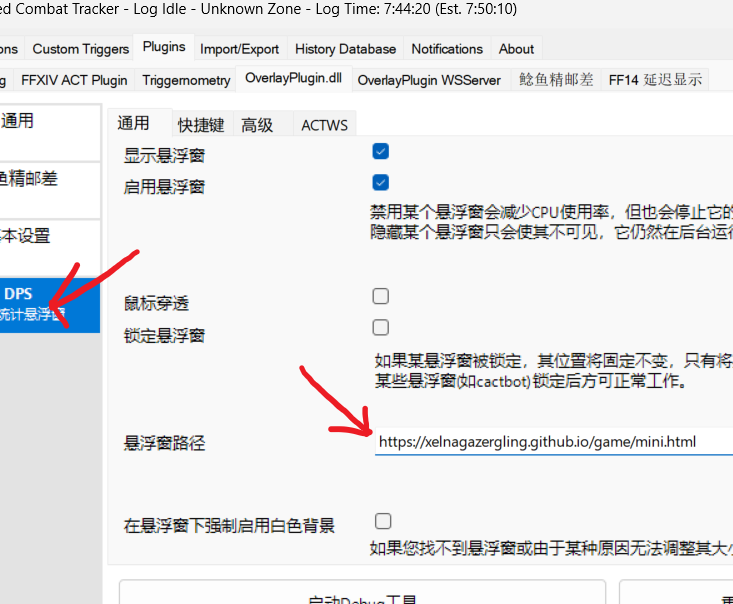 ed Combat Tracker - Log Idle - Unknown Zone - Log Time: 7:44:20 (Est. 7:50:10)
ons Custom Triggers Plugins Import/Export History Database Notifications About
g FFXIV ACT Plugin Triggernometry OverlayPlugin.dll OverlayPlugin WSServer 鲶鱼精邮差 FF14 延迟显示
通用
鱼精邮差
本设置
DPS
统计悬浮窗
通用 快捷键 高级 ACTWS
显示悬浮窗
启用悬浮窗
禁用某个悬浮窗会减少CPU使用率，但也会停止它的
隐藏某个悬浮窗只会使其不可见，它仍然在后台运行
鼠标穿透
锁定悬浮窗
如果某悬浮窗被锁定，其位置将固定不变，只有将
某些悬浮窗(如cactbot)锁定后方可正常工作。
悬浮窗路径
https://xelnagazergling.github.io/game/mini.html
在悬浮窗下强制启用白色背景
如果您找不到悬浮窗或由于某种原因无法调整其大小
启动Debug工具